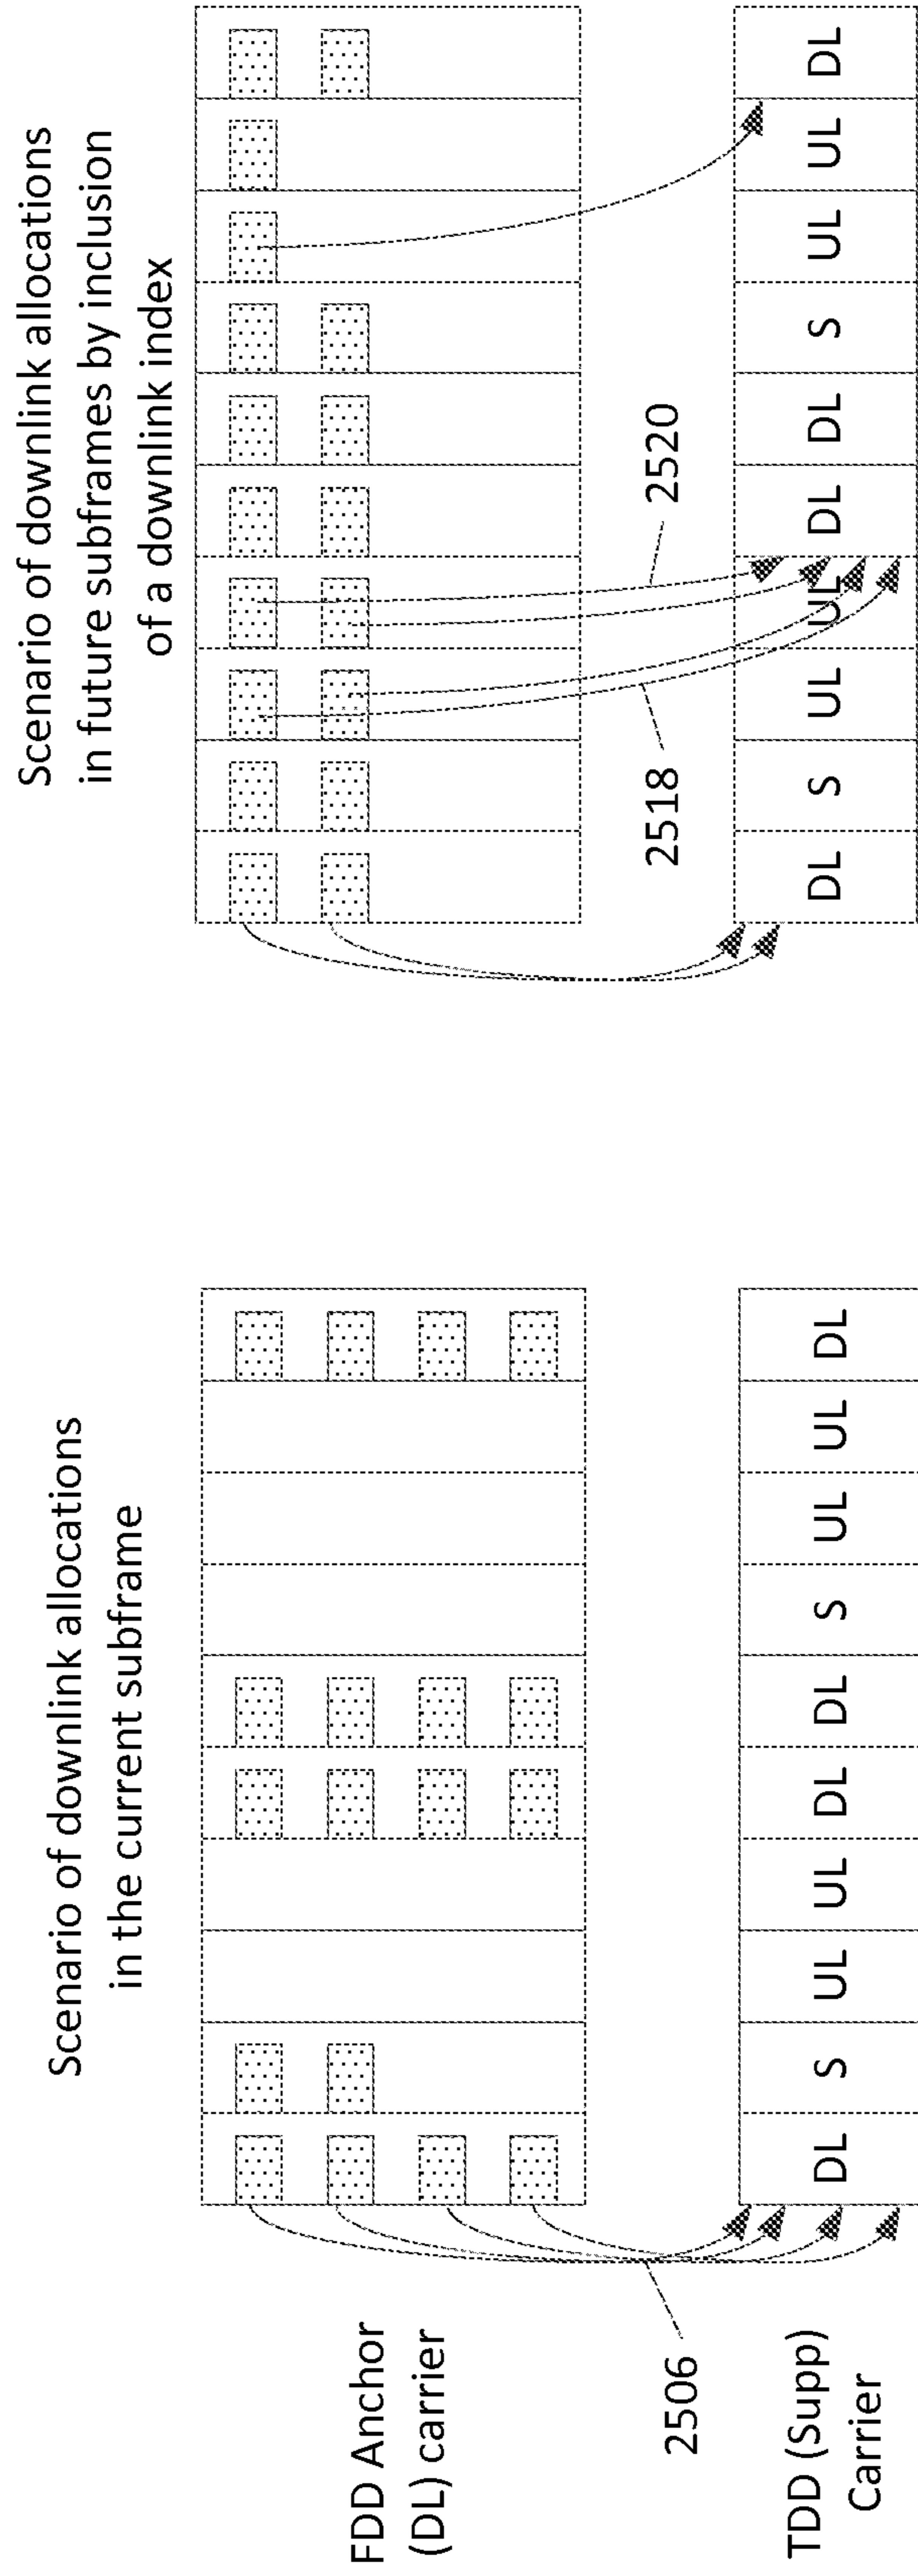 Scenario of downlink allocations
in the current subframe
FDD Anchor
(DL) carrier
2506
TDD (Supp)
Carrier
DL S UL UL DL DL S UL UL DL
Scenario of downlink allocations
in future subframes by inclusion
of a downlink index
2518
2520
DL S UL UL DL DL S UL UL DL